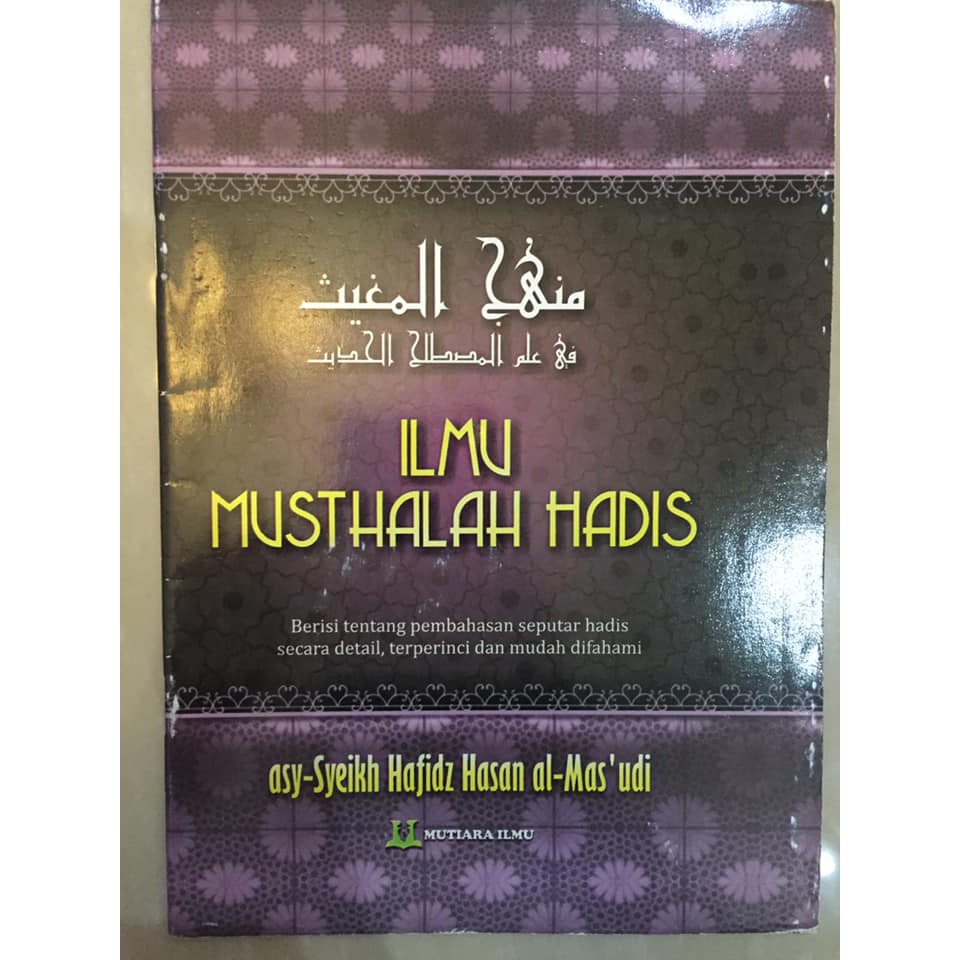 منهج المغيث
في علم المصطلح الحديث
ILMU
MUSTHALAH HADIS
Berisi tentang pembahasan seputar hadis
secara detail, terperinci dan mudah difahami
asy-Syeikh Hafidz Hasan al-Mas'udi
MUTIARA ILMU